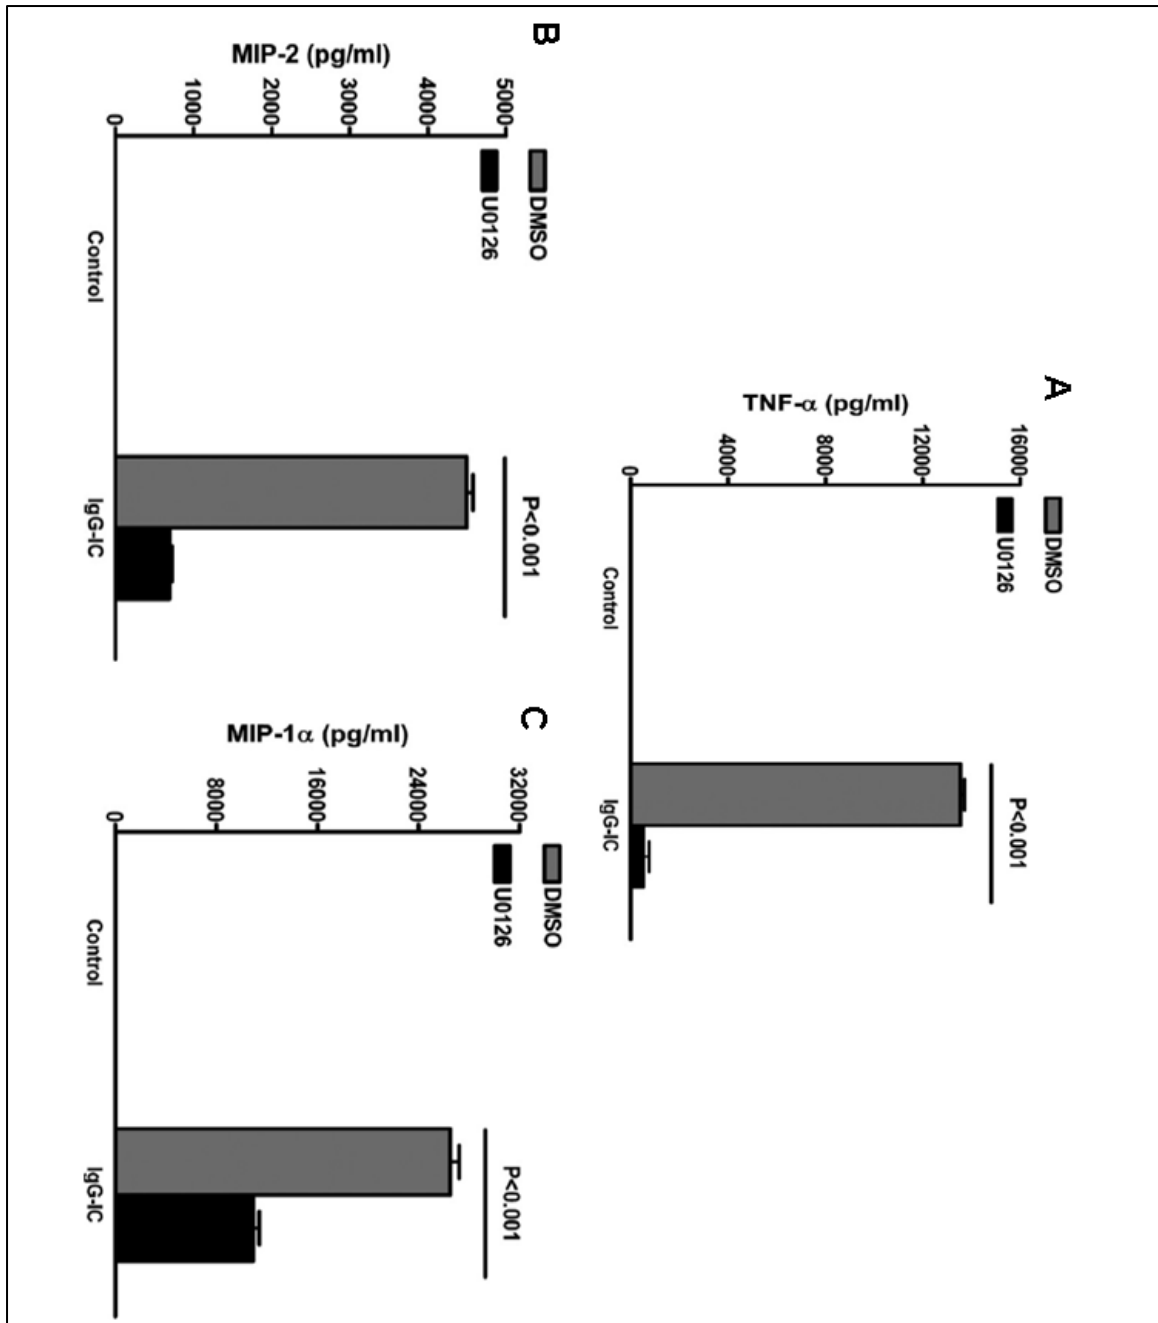 A
TNF-α (pg/ml)
16000
12000
8000
4000
0
DMSO
U0126
P<0.001
Control
IgG-IC
B
MIP-2 (pg/ml)
5000
4000
3000
2000
1000
0
DMSO
U0126
P<0.001
Control
IgG-IC
C
MIP-1α (pg/ml)
32000
24000
16000
8000
0
DMSO
U0126
P<0.001
Control
IgG-IC